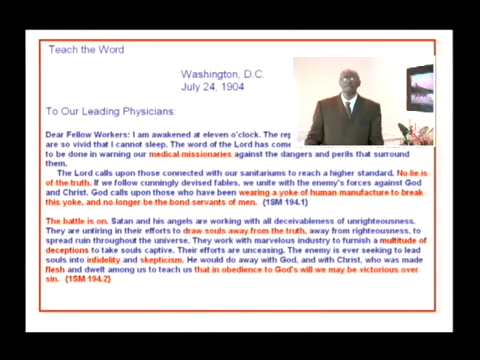 Teach the Word
Washington, D.C.
July 24, 1904
To Our Leading Physicians:
Dear Fellow Workers: I am awakened at eleven o'clock. The rep
are so vivid that I cannot sleep. The word of the Lord has come
to be done in warning our medical missionaries against the dangers and perils that surround
them.
The Lord calls upon those connected with our sanitariums to reach a higher standard. No lie is
of the truth. If we follow cunningly devised fables, we unite with the enemy's forces against God
and Christ. God calls upon those who have been wearing a yoke of human manufacture to break
this yoke, and no longer be the bond servants of men. {1SM 194.1}
The battle is on. Satan and his angels are working with all deceivableness of unrighteousness.
They are untiring in their efforts to draw souls away from the truth, away from righteousness, to
spread ruin throughout the universe. They work with marvelous industry to furnish a multitude of
deceptions to take souls captive. Their efforts are unceasing. The enemy is ever seeking to lead
souls into infidelity and skepticism. He would do away with God, and with Christ, who was made
flesh and dwelt among us to teach us that in obedience to God's will we may be victorious over
sin. {1SM 194.2}